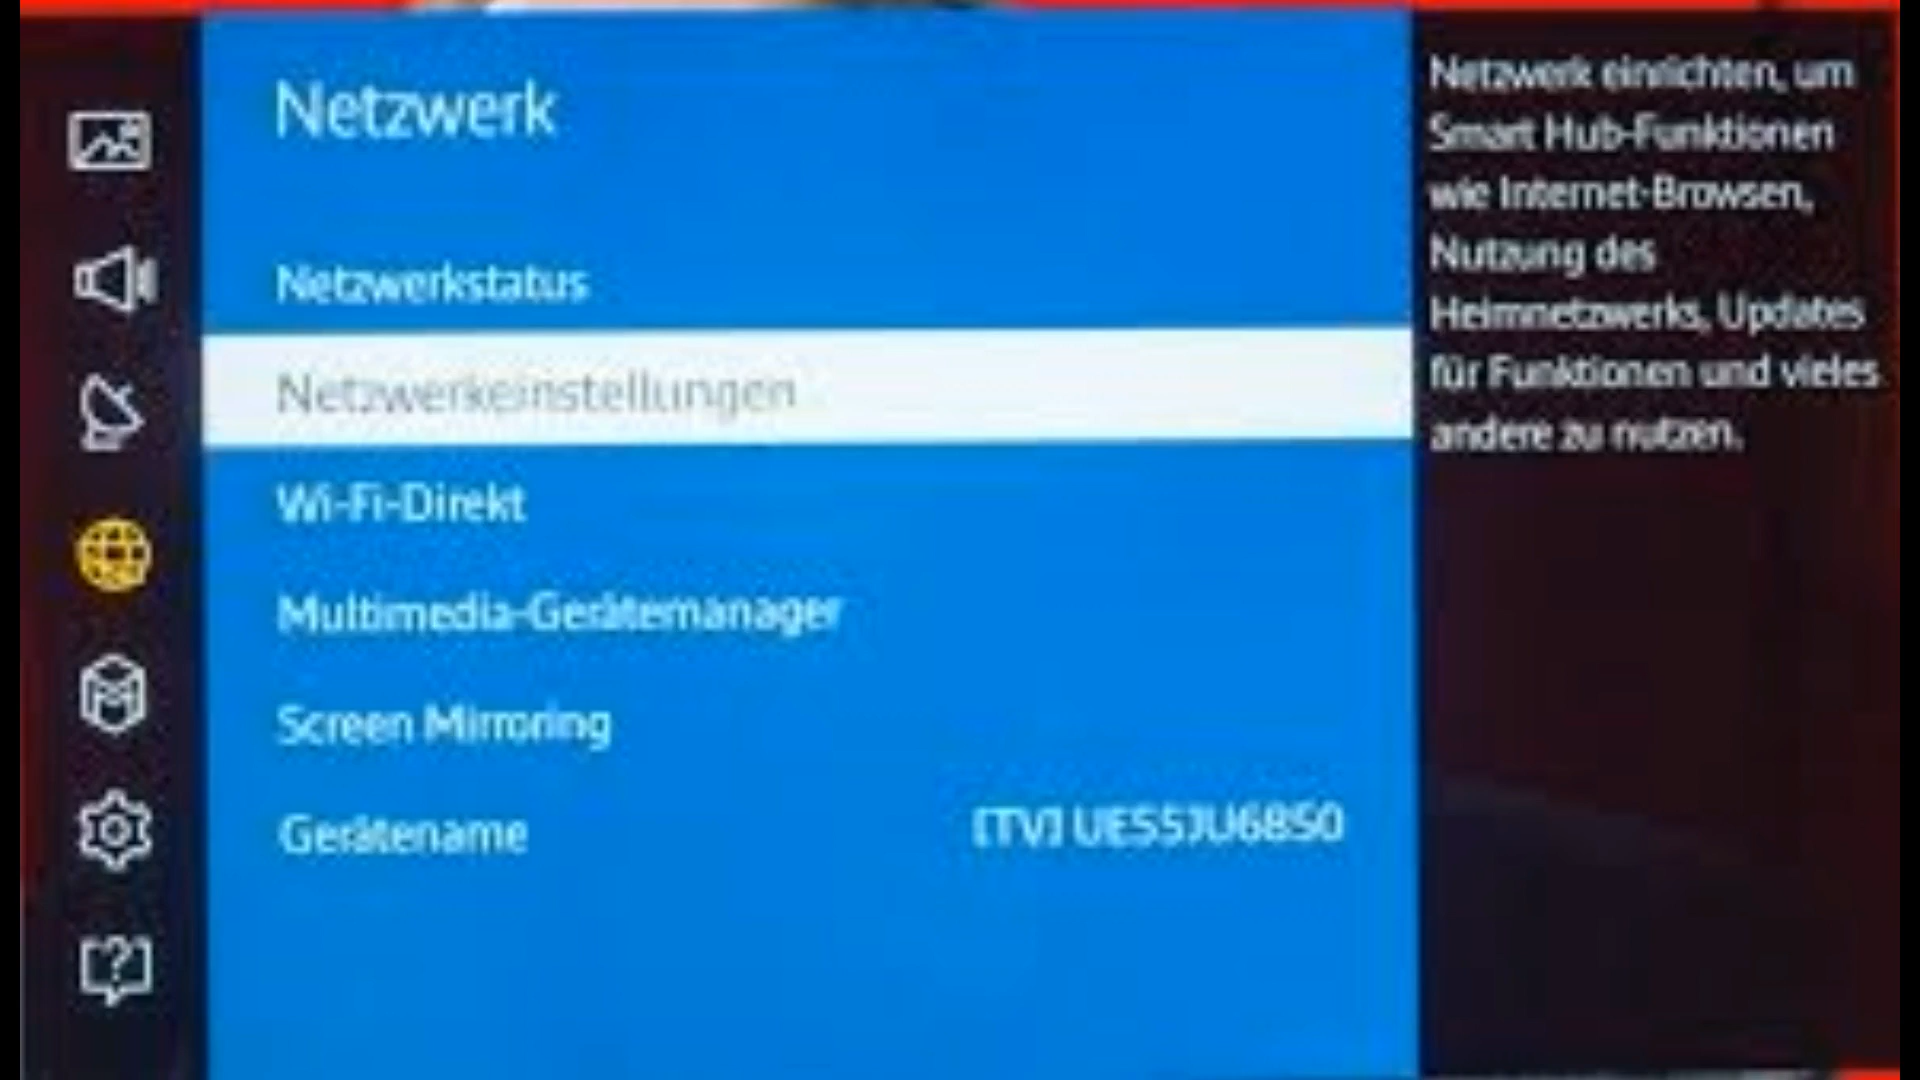 Netzwerk
Netzwerkstatus
Netzwerkeinstellungen
Wi-Fi-Direkt
Multimedia-Gerätemanager
Screen Mirroring
Gerätename [TV] UE55JU6850
Netzwerk einrichten, um
Smart Hub-Funktionen
wie Internet-Browsen,
Nutzung des
Heimnetzwerks, Updates
für Funktionen und vieles
andere zu nutzen.